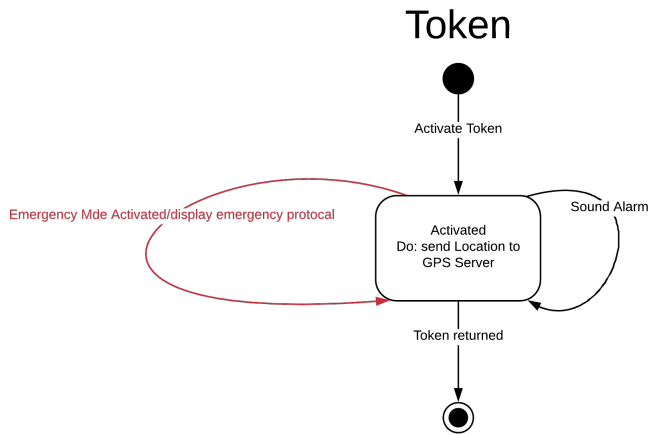 Token
Activate Token
Sound Alarm
Emergency Mde Activated/display emergency protocal
Activated
Do: send Location to
GPS Server
Token returned